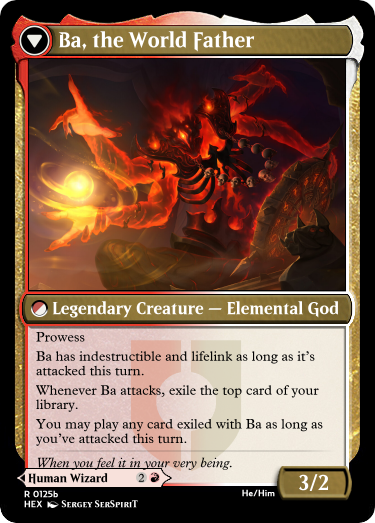 Ba, the World Father
Legendary Creature — Elemental God
Prowess
Ba has indestructible and lifelink as long as it's
attacked this turn.
Whenever Ba attacks, exile the top card of your
library.
You may play any card exiled with Ba as long as
you've attacked this turn.
When you feel it in your very being.
Human Wizard 2
3/2
R 0125b
He/Him
HEX Sergey SerSpirit